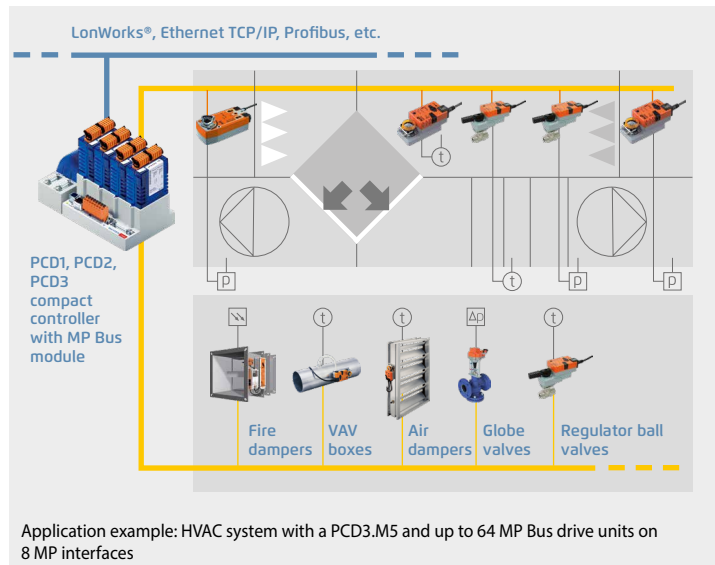 LonWorks®, Ethernet TCP/IP, Profibus, etc.
t
PCD1, PCD2,
PCD3
compact
controller
with MP Bus
module
p
t
p
p
t
t
Δp
t
Fire
dampers
VAV
boxes
Air
dampers
Globe
valves
Regulator ball
valves
Application example: HVAC system with a PCD3.M5 and up to 64 MP Bus drive units on
8 MP interfaces